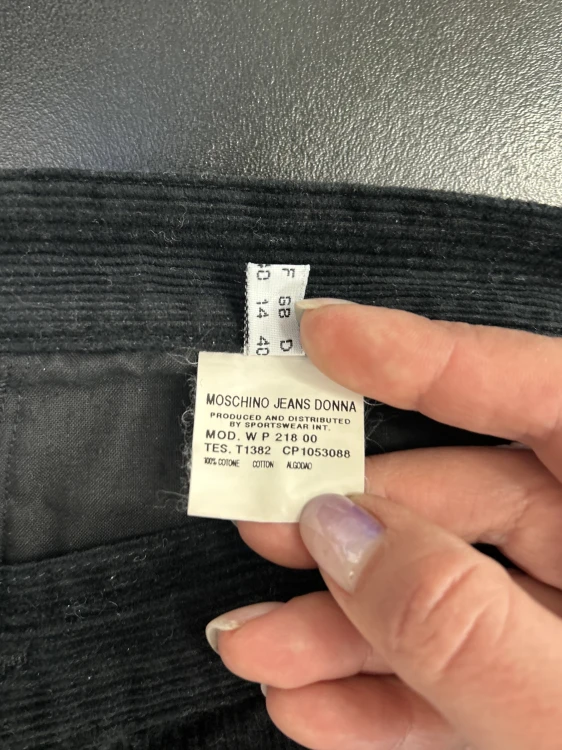 F GB D
40 14 40
MOSCHINO JEANS DONNA
PRODUCED AND DISTRIBUTED
BY SPORTSWEAR INT.
MOD. W P 218 00
TES. T1382 CP1053088
100% COTONE COTTON ALGODAO